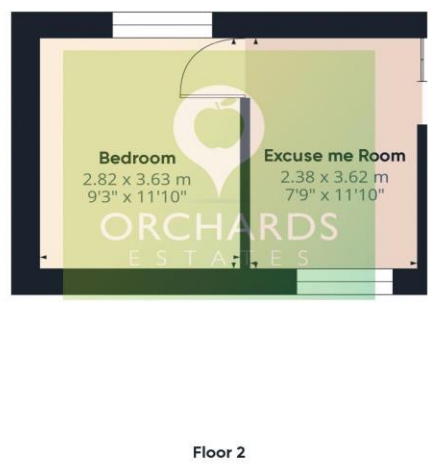 Bedroom
2.82 x 3.63 m
9'3" x 11'10"
Excuse me Room
2.38 x 3.62 m
7'9" x 11'10"
ORCHARDS
ESTATES
Floor 2